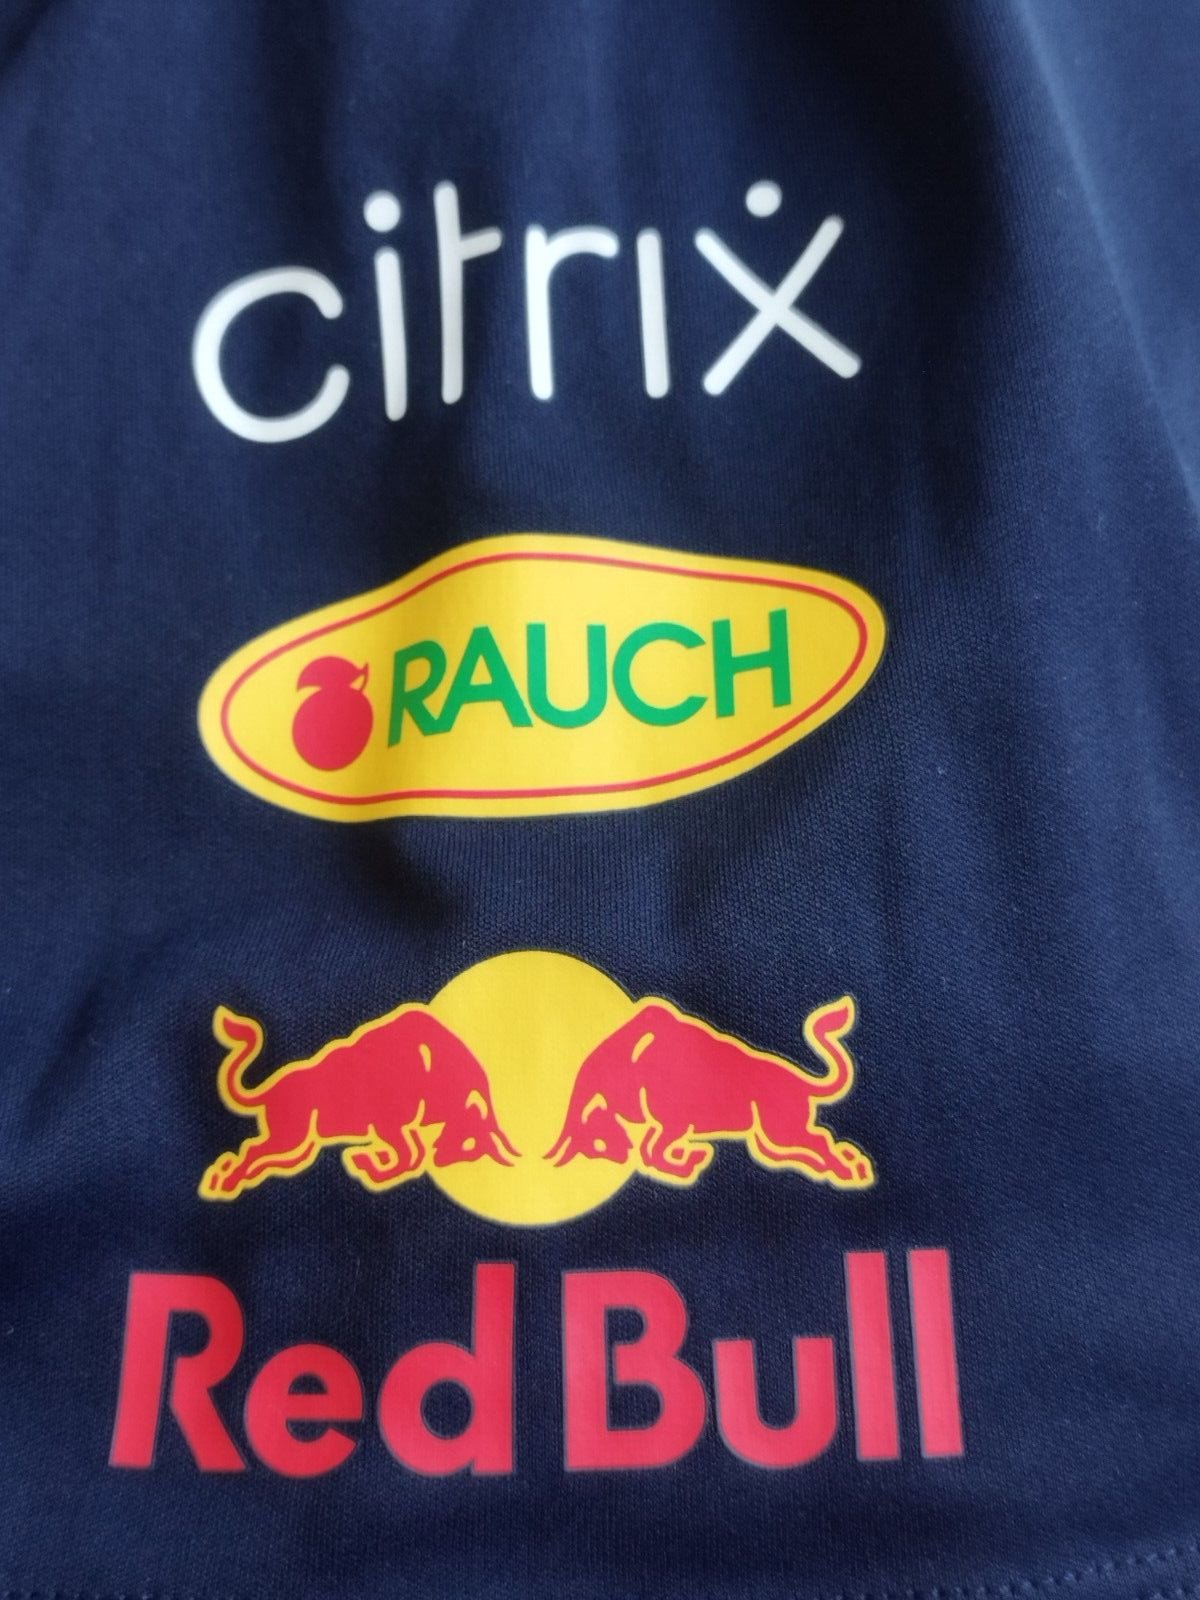 citrix
RAUCH
Red Bull